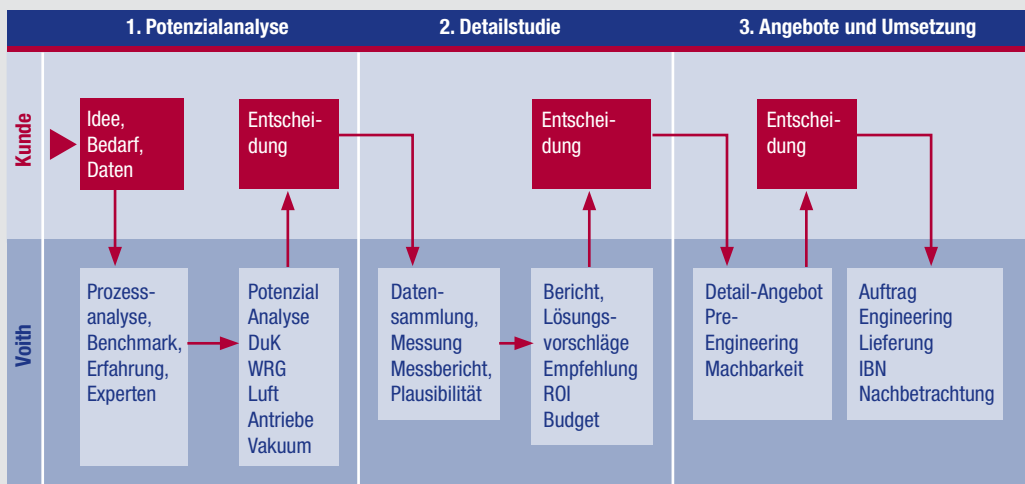 1. Potenzialanalyse
2. Detailstudie
3. Angebote und Umsetzung
Kunde
Idee,
Bedarf,
Daten
Entschei-
dung
Entschei-
dung
Entschei-
dung
Voith
Prozess-
analyse,
Benchmark,
Erfahrung,
Experten
Potenzial
Analyse
DuK
WRG
Luft
Antriebe
Vakuum
Daten-
sammlung,
Messung
Messbericht,
Plausibilität
Bericht,
Lösungs-
vorschläge
Empfehlung
ROI
Budget
Detail-Angebot
Pre-
Engineering
Machbarkeit
Auftrag
Engineering
Lieferung
IBN
Nachbetrachtung